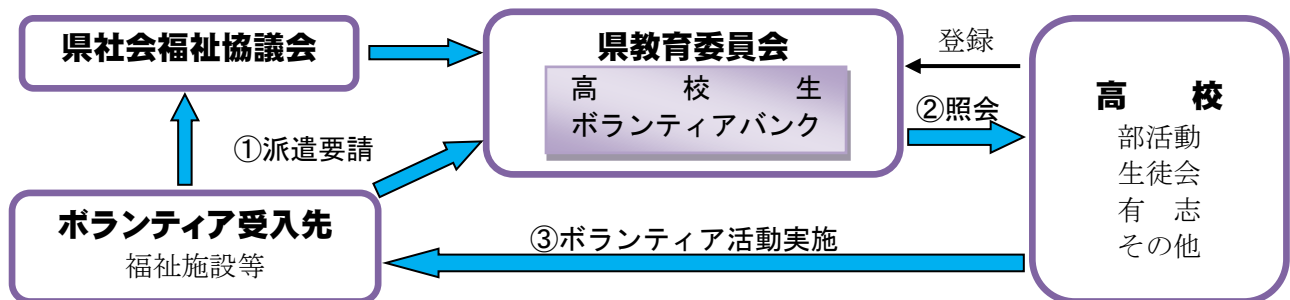 県社会福祉協議会
県教育委員会
高　校　生
ボランティアバンク
登録
②照会
高　校
部活動
生徒会
有　志
その他
①派遣要請
ボランティア受入先
福祉施設等
③ボランティア活動実施